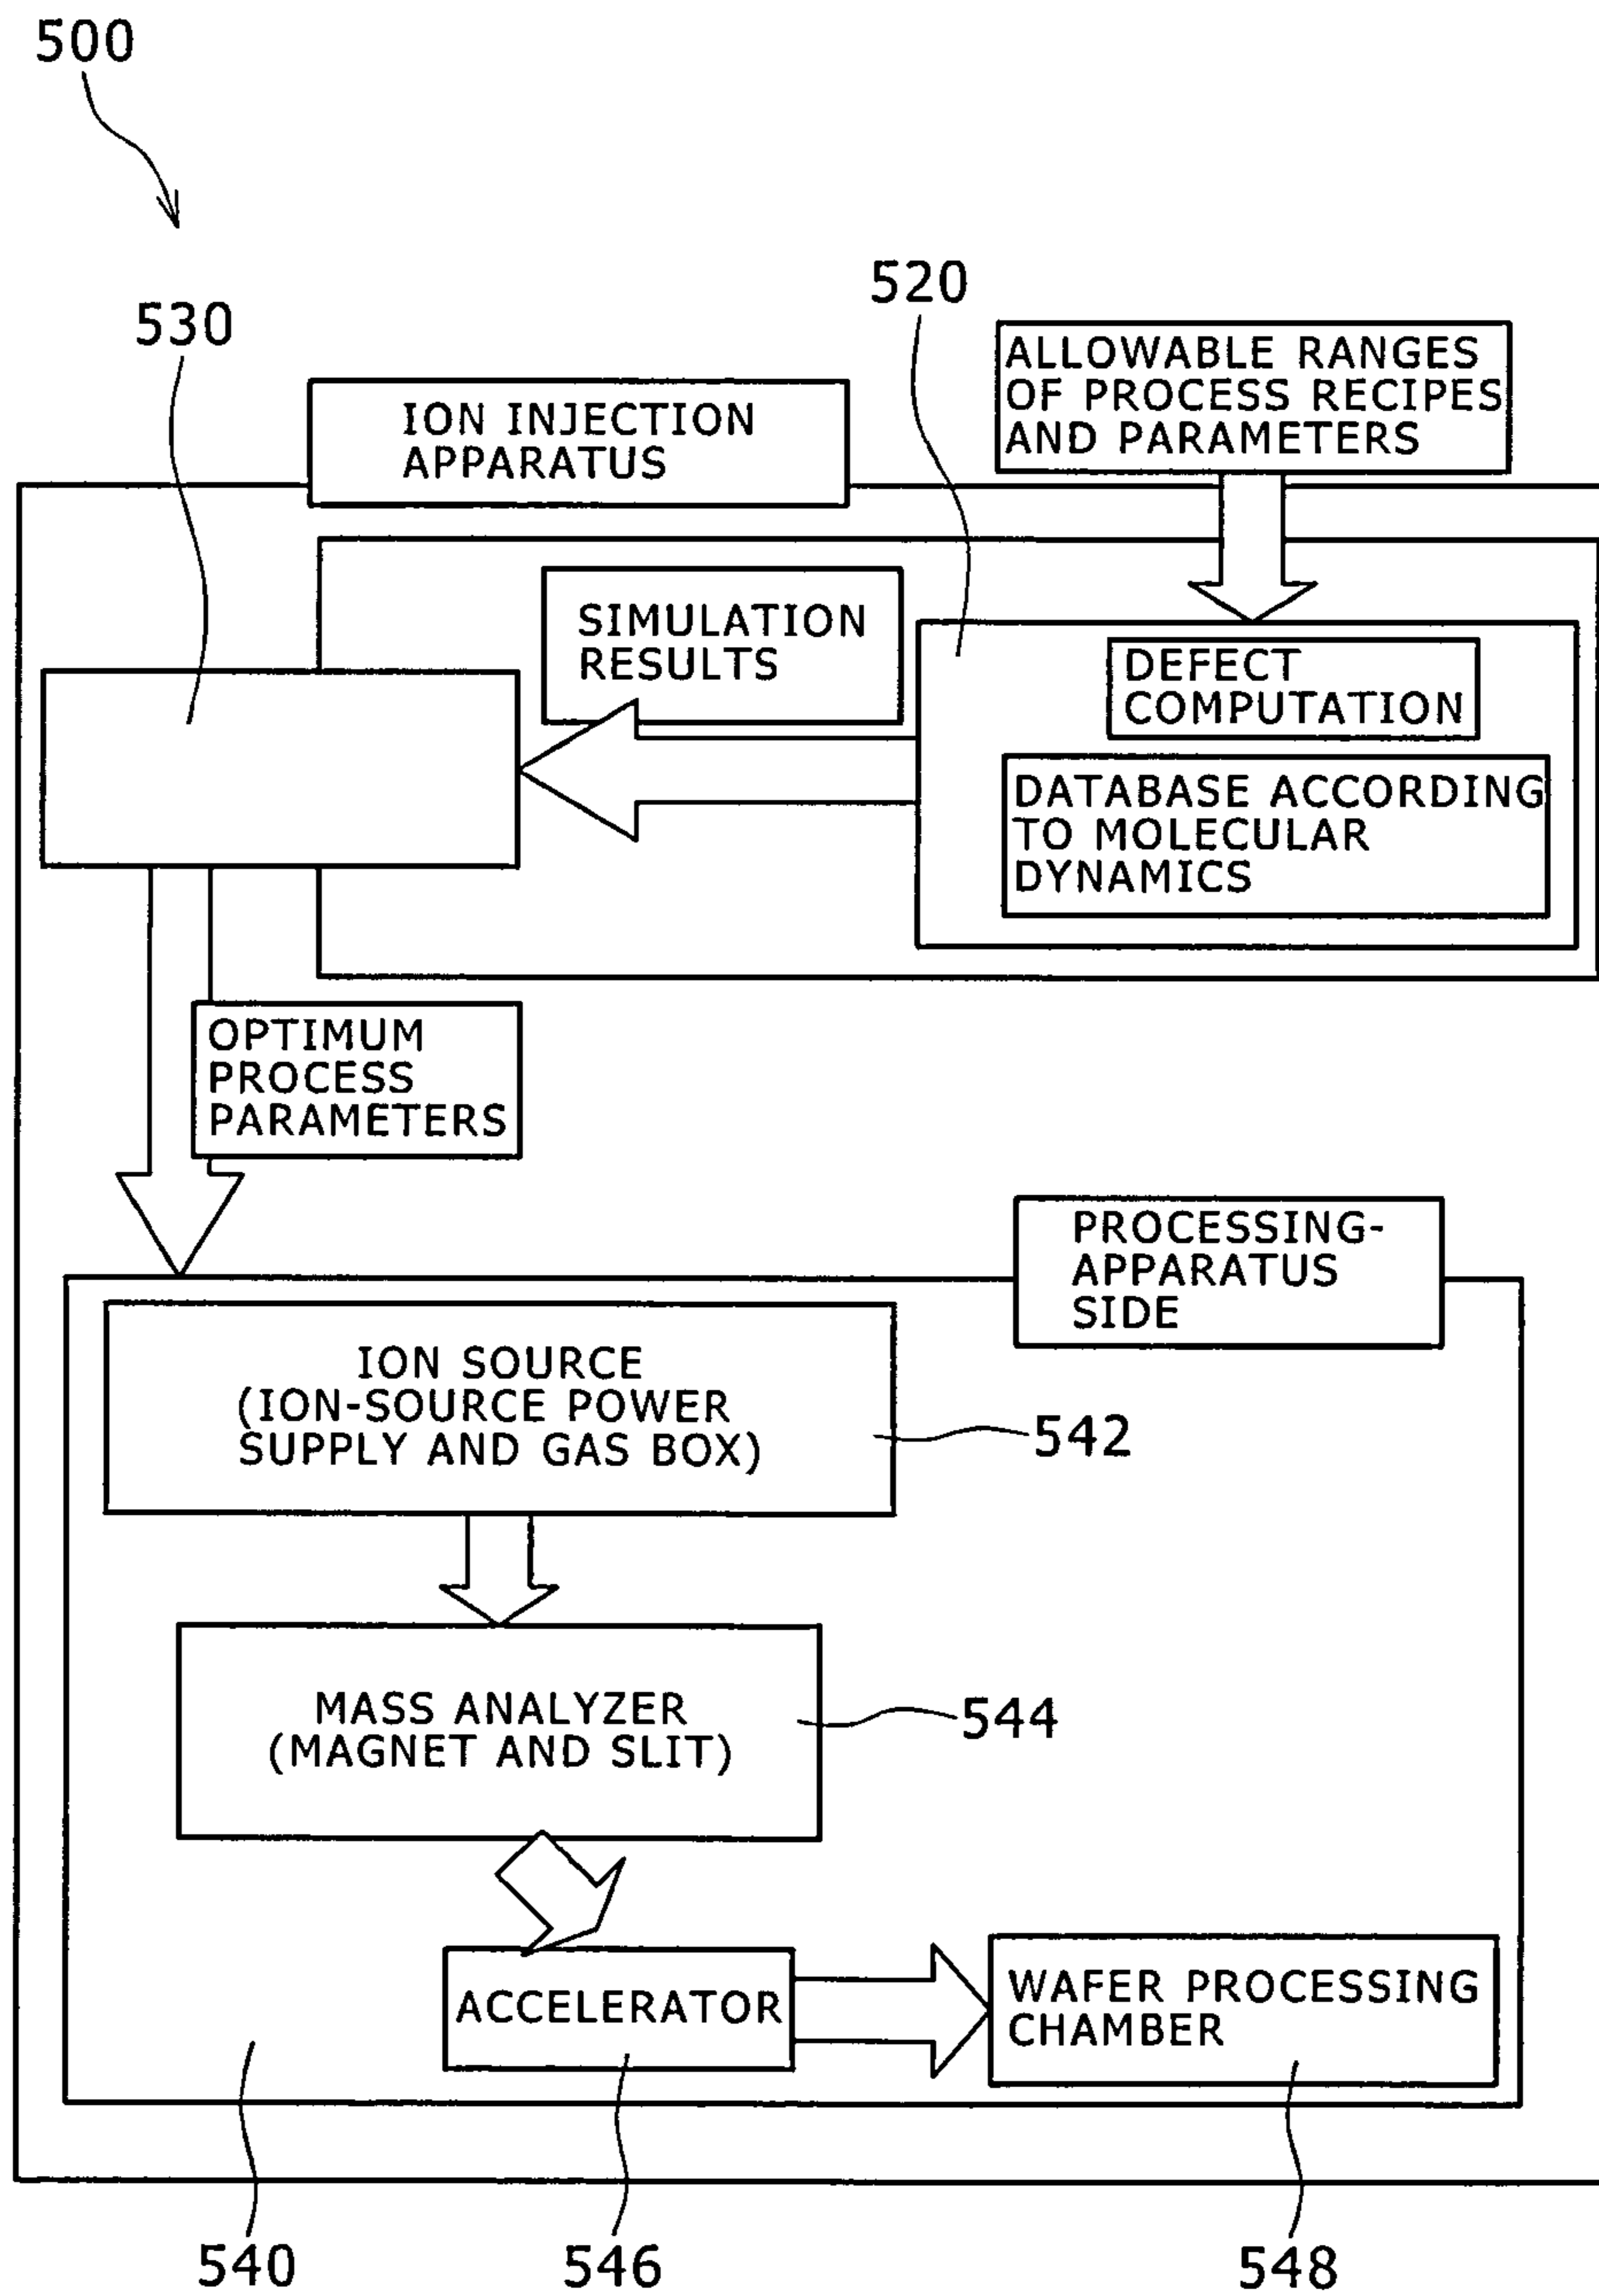 500
520
530
ALLOWABLE RANGES
OF PROCESS RECIPES
AND PARAMETERS
ION INJECTION
APPARATUS
SIMULATION
RESULTS
DEFECT
COMPUTATION
DATABASE ACCORDING
TO MOLECULAR
DYNAMICS
OPTIMUM
PROCESS
PARAMETERS
PROCESSING-
APPARATUS
SIDE
ION SOURCE
(ION-SOURCE POWER
SUPPLY AND GAS BOX)
542
MASS ANALYZER
(MAGNET AND SLIT)
544
ACCELERATOR
WAFER PROCESSING
CHAMBER
540
546
548